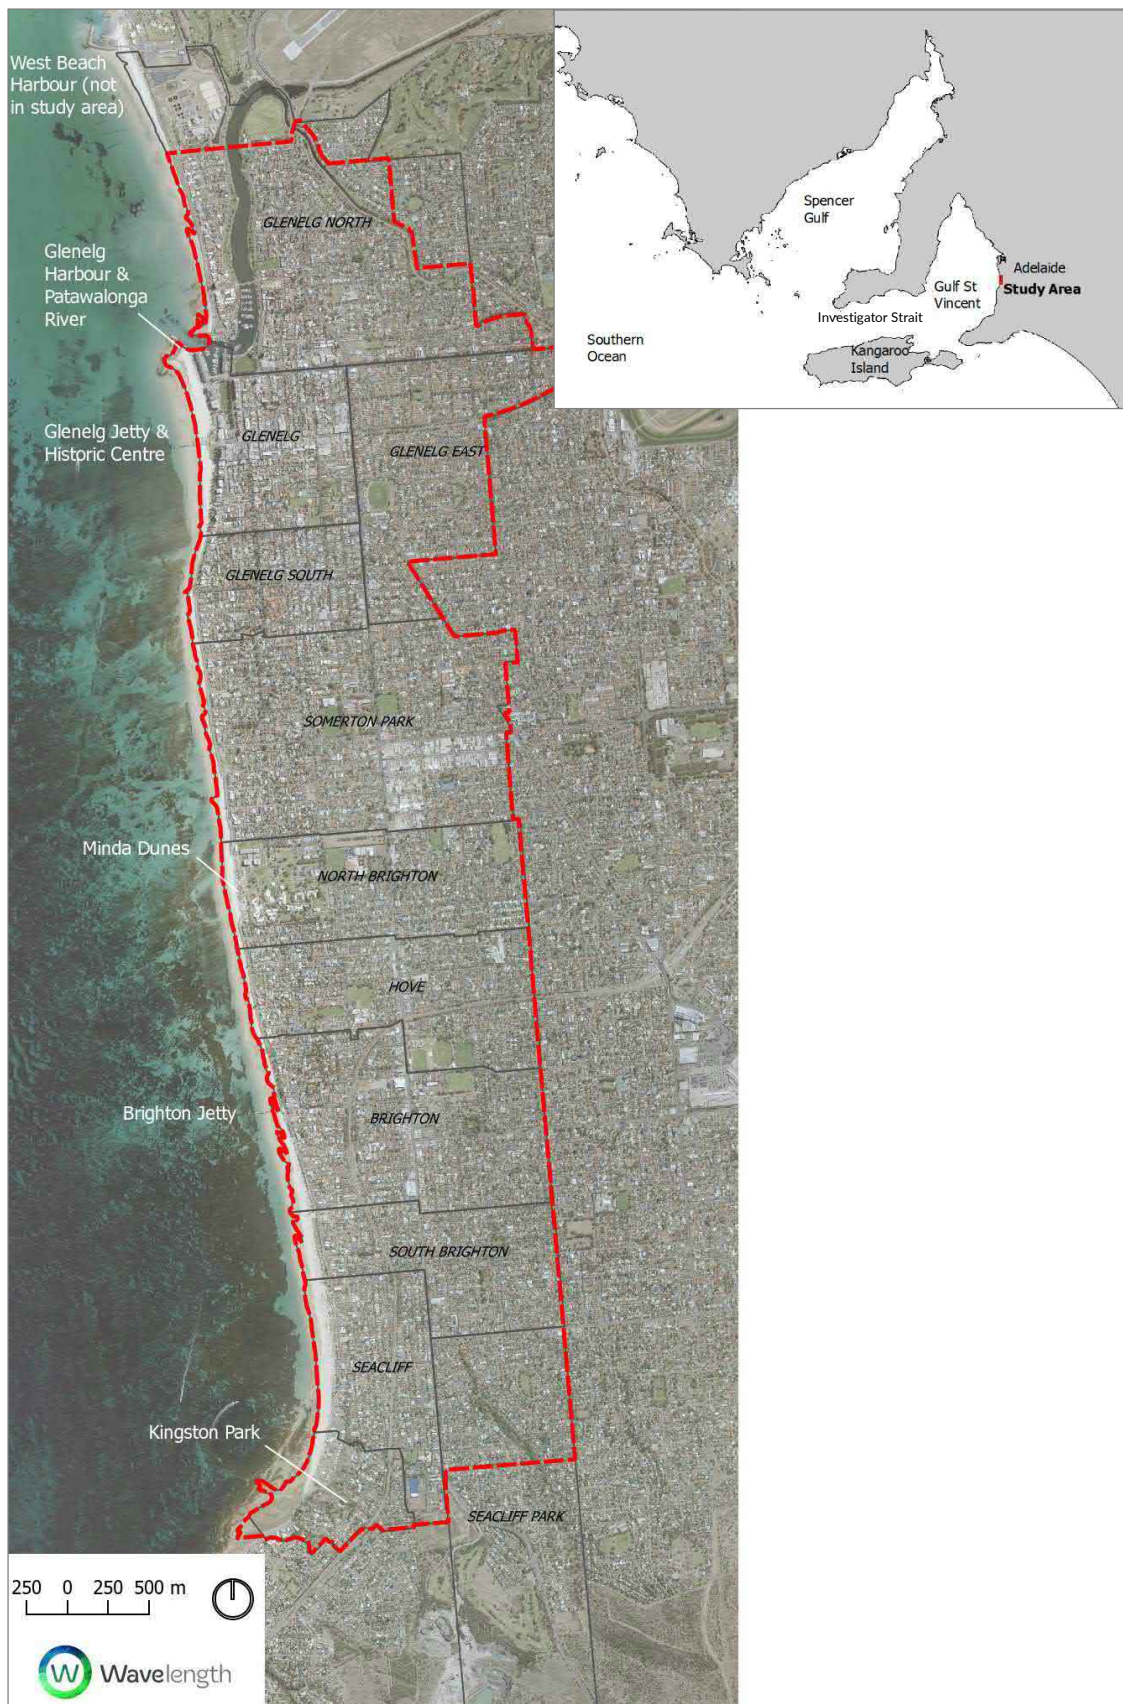 West Beach
Harbour (not
in study area)
Spencer
Gulf
Adelaide
Study Area
Gulf St
Vincent
Investigator Strait
Southern
Ocean
Kangaroo
Island
GLENELG NORTH
Glenelg
Harbour &
Patawalonga
River
Glenelg Jetty &
Historic Centre
GLENELG
GLENELG EAST
GLENELG SOUTH
SOMERTON PARK
Minda Dunes
NORTH BRIGHTON
HOVE
Brighton Jetty
BRIGHTON
SOUTH BRIGHTON
SEACLIFF
Kingston Park
SEACLIFF PARK
250 0 250 500 m
W Wavelength